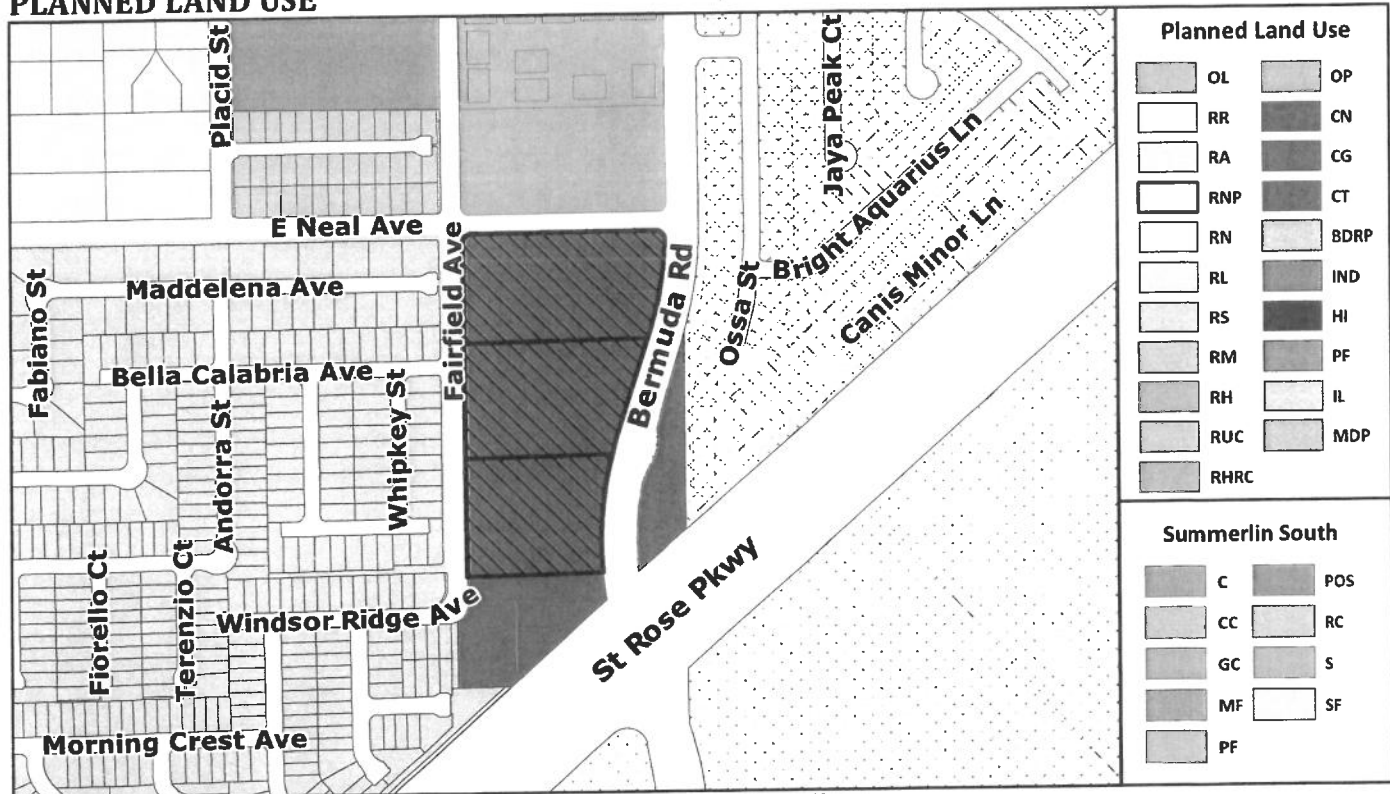 PLANNED LAND USE
Placid St
Jaya Peak Ct
Bright Aquarius Ln
E Neal Ave
Fairfield Ave
Bermuda Rd
Ossa St
Canis Minor Ln
Fabiano St
Maddelena Ave
Bella Calabria Ave
Andorra St
Whipkey St
Fiorello Ct
Terenzio Ct
Windsor Ridge Ave
St Rose Pkwy
Morning Crest Ave
Planned Land Use
OL OP
RR CN
RA CG
RNP CT
RN BDRP
RL IND
RS HI
RM PF
RH IL
RUC MDP
RHRC
Summerlin South
C POS
CC RC
GC S
MF SF
PF